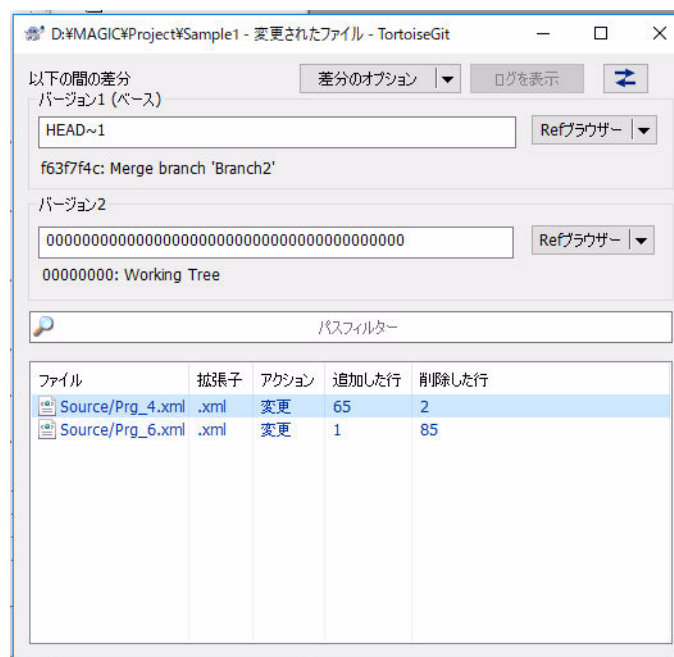 D:¥MAGIC¥Project¥Sample1 - 変更されたファイル - TortoiseGit
以下の間の差分
差分のオプション
ログを表示
バージョン1 (ベース)
HEAD~1
Refブラウザー
f63f7f4c: Merge branch 'Branch2'
バージョン2
0000000000000000000000000000000000000000
Refブラウザー
00000000: Working Tree
パスフィルター
ファイル 拡張子 アクション 追加した行 削除した行
Source/Prg_4.xml .xml 変更 65 2
Source/Prg_6.xml .xml 変更 1 85